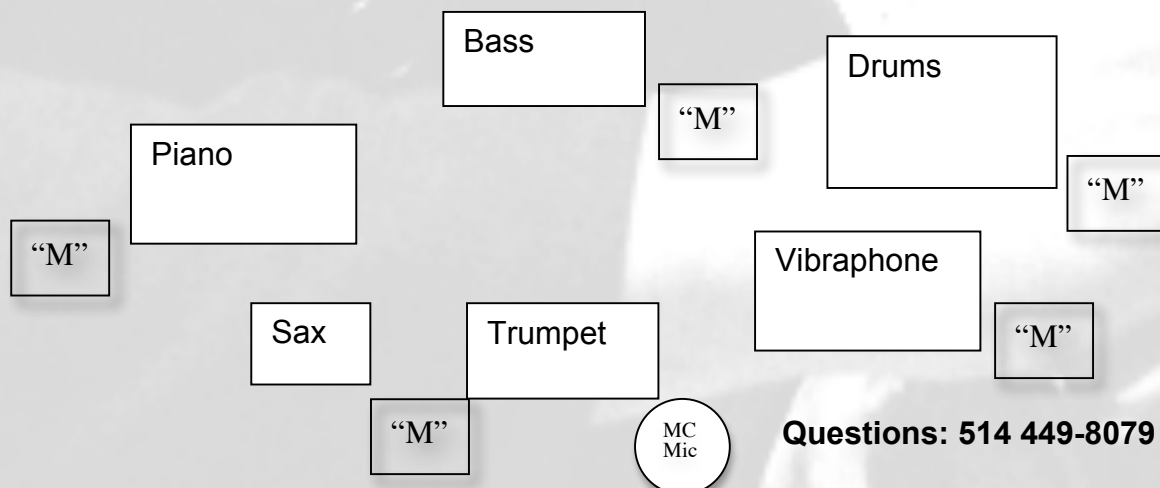 Bass
Drums
“M”
Piano
“M”
“M”
Vibraphone
Sax
Trumpet
“M”
“M”
MC
Mic
Questions: 514 449-8079